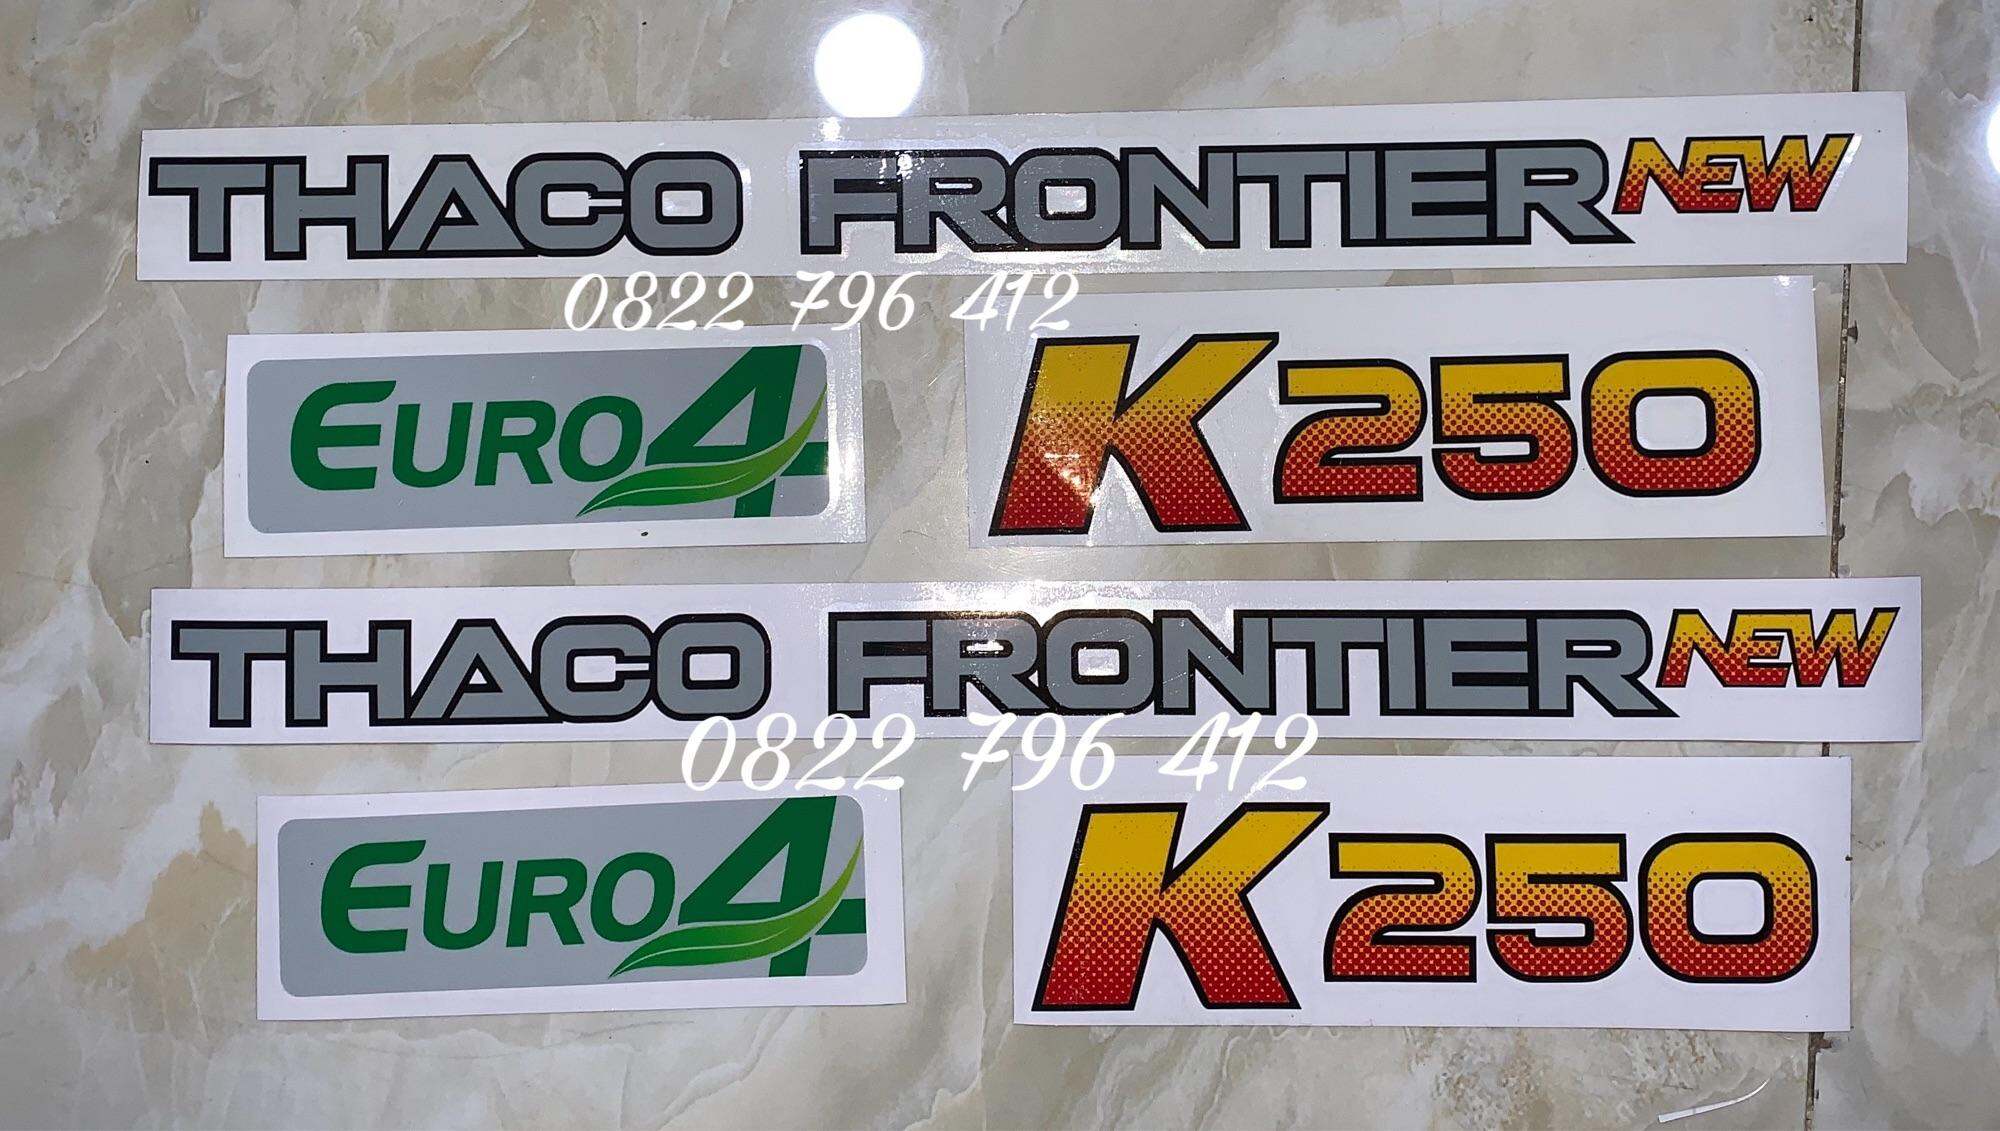 THACO FRONTIER NEW
0822 796 412
EURO4
K250
THACO FRONTIER NEW
0822 796 412
EURO4
K250